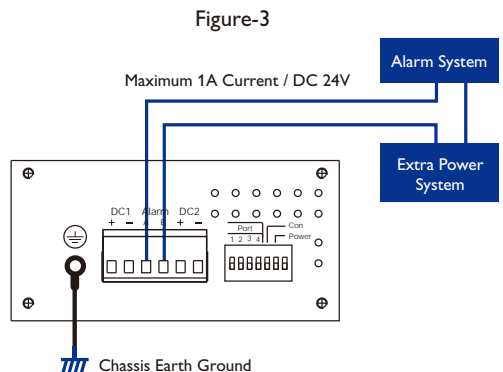 Figure-3
Alarm System
Maximum 1A Current / DC 24V
Extra Power
System
DC1 Alarm DC2
+ − A B + −
Port
1 2 3 4
Con
Power
Chassis Earth Ground